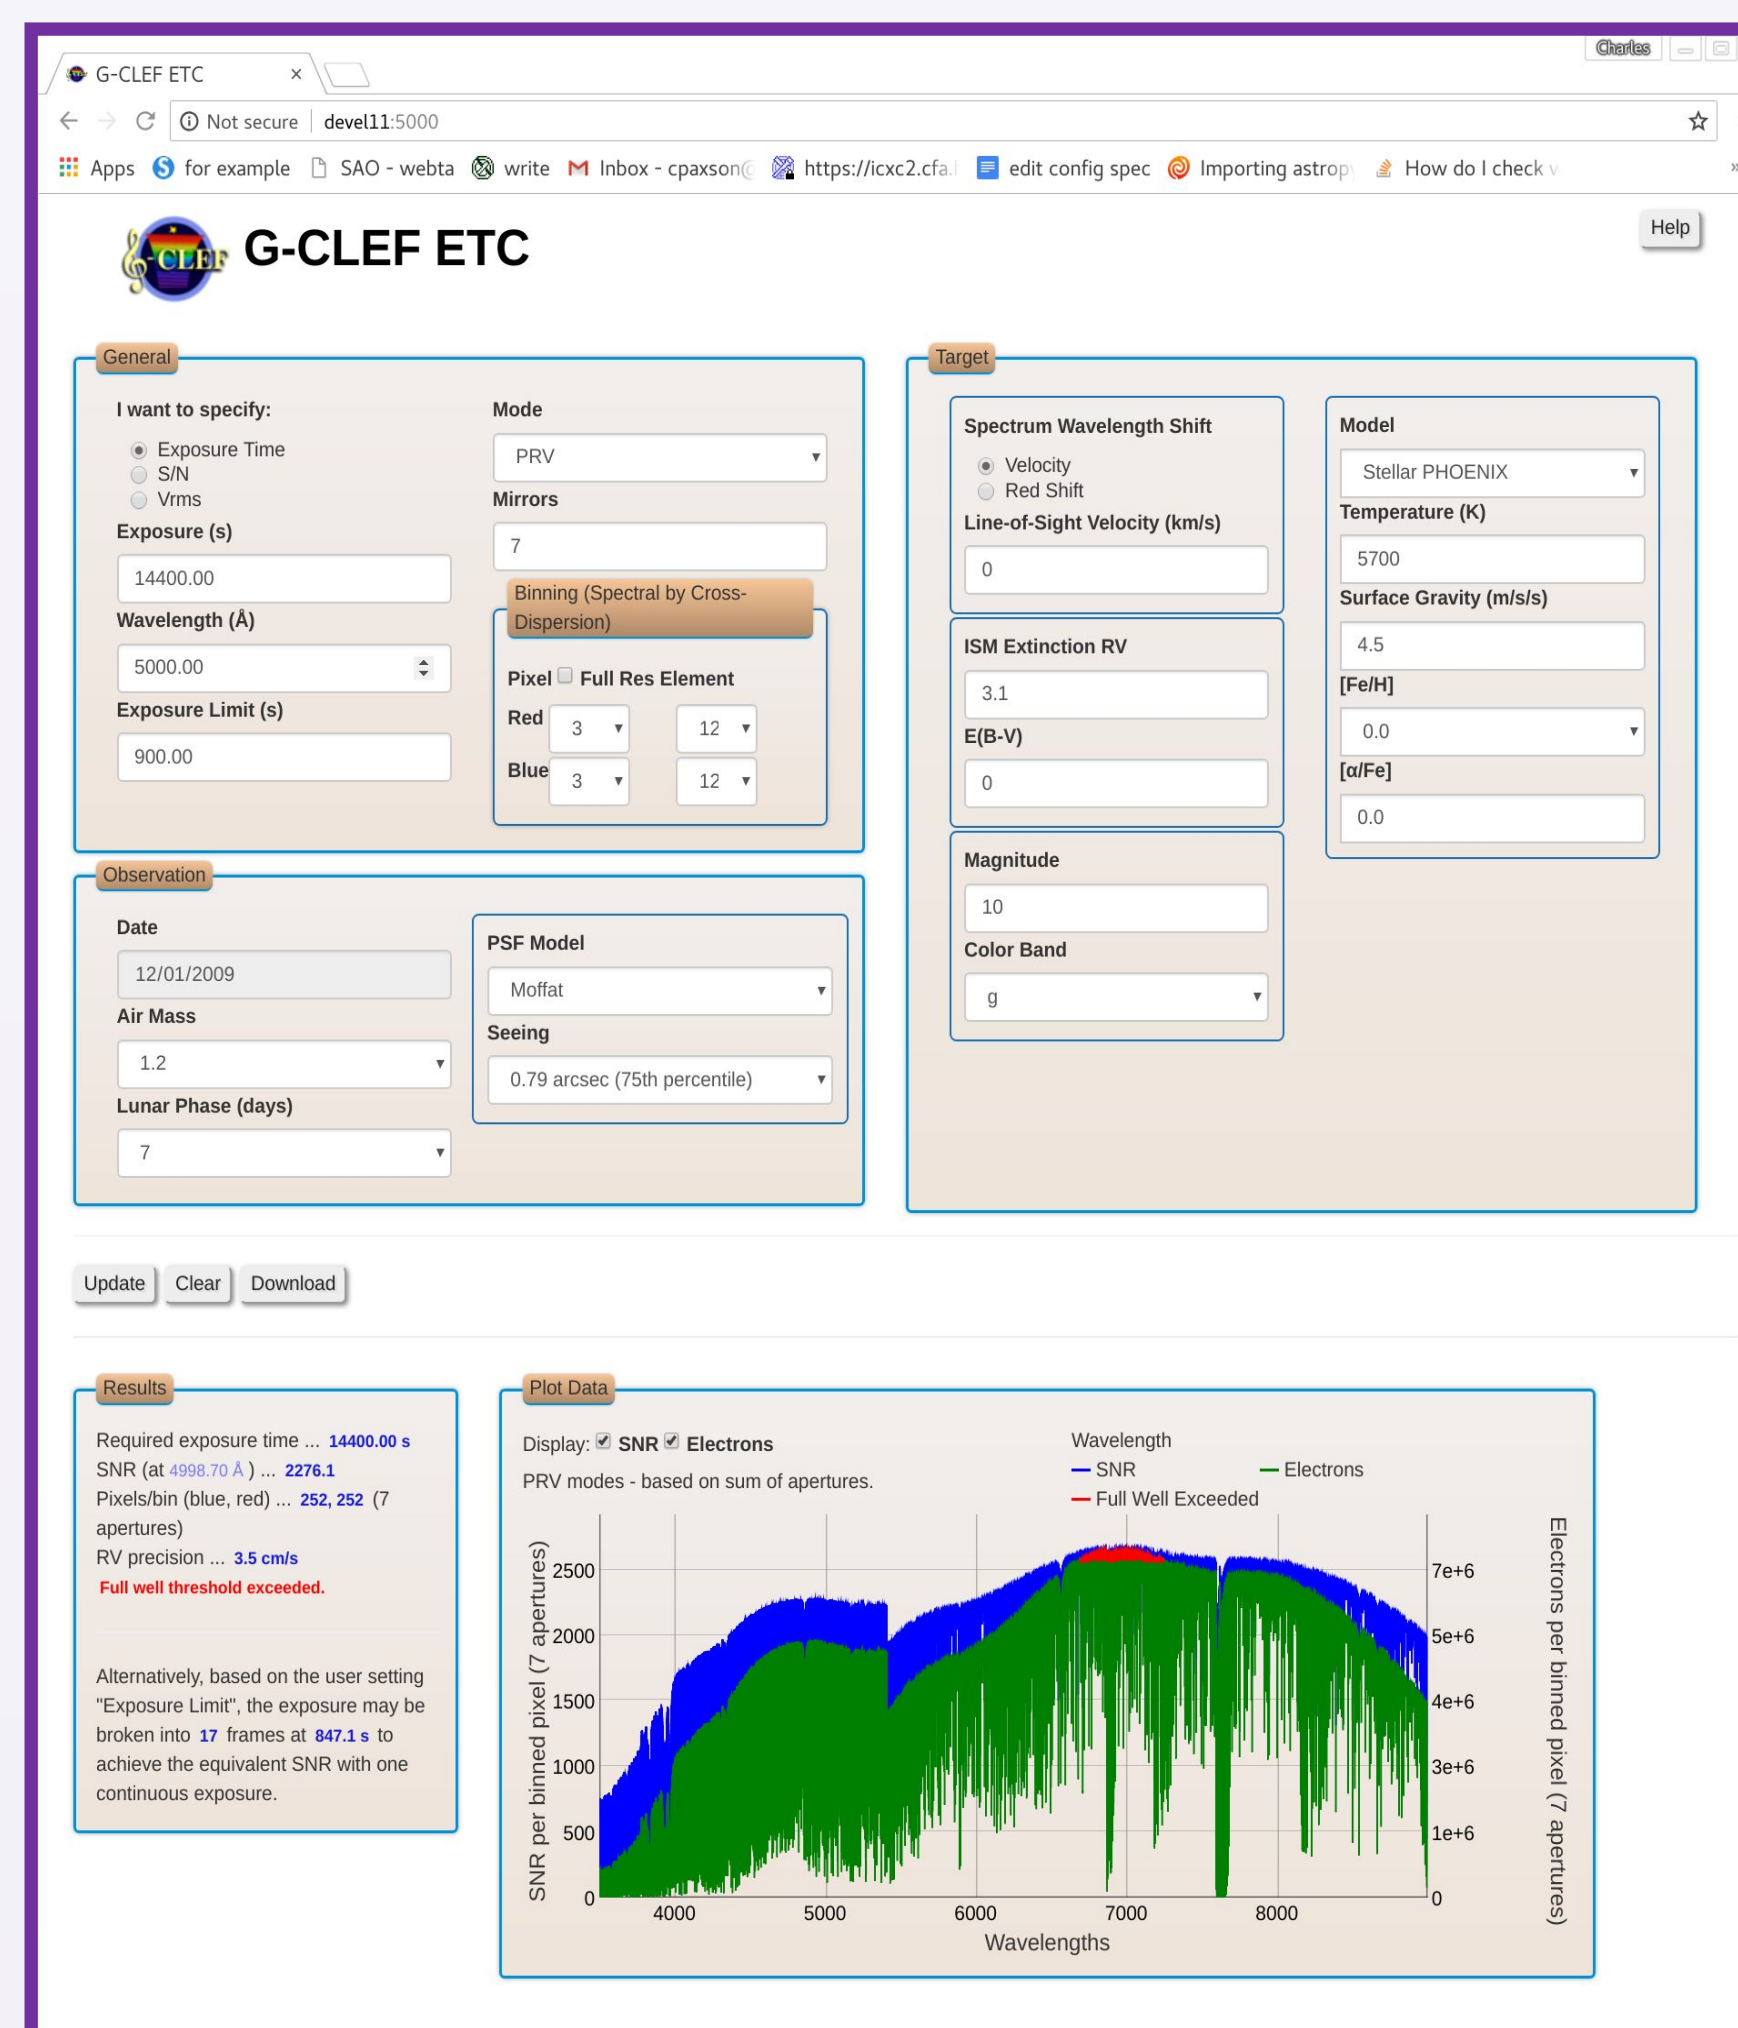 Charles
G-CLEF ETC
Not secure devel11:5000
Apps for example SAO - webta write Inbox - cpaxson@ https://icxc2.cfa. edit config spec Importing astrop How do I check
-CLEF G-CLEF ETC
Help
General
I want to specify:
Exposure Time
S/N
Vrms
Exposure (s)
14400.00
Wavelength (Å)
5000.00
Exposure Limit (s)
900.00
Mode
PRV
Mirrors
7
Binning (Spectral by Cross-
Dispersion)
Pixel Full Res Element
Red 3 12
Blue 3 12
Observation
Date
12/01/2009
Air Mass
1.2
Lunar Phase (days)
7
PSF Model
Moffat
Seeing
0.79 arcsec (75th percentile)
Target
Spectrum Wavelength Shift
Velocity
Red Shift
Line-of-Sight Velocity (km/s)
0
ISM Extinction RV
3.1
E(B-V)
0
Magnitude
10
Color Band
g
Model
Stellar PHOENIX
Temperature (K)
5700
Surface Gravity (m/s/s)
4.5
[Fe/H]
0.0
[α/Fe]
0.0
Update Clear Download
Results
Required exposure time ... 14400.00 s
SNR (at 4998.70 Å ) ... 2276.1
Pixels/bin (blue, red) ... 252, 252 (7
apertures)
RV precision ... 3.5 cm/s
Full well threshold exceeded.
Alternatively, based on the user setting
"Exposure Limit", the exposure may be
broken into 17 frames at 847.1 s to
achieve the equivalent SNR with one
continuous exposure.
Plot Data
Display: SNR Electrons
PRV modes - based on sum of apertures.
Wavelength
SNR Electrons
Full Well Exceeded
SNR per binned pixel (7 apertures)
2500
2000
1500
1000
500
0
7e+6
5e+6
4e+6
3e+6
1e+6
0
Electrons per binned pixel (7 apertures)
4000 5000 6000 7000 8000
Wavelengths